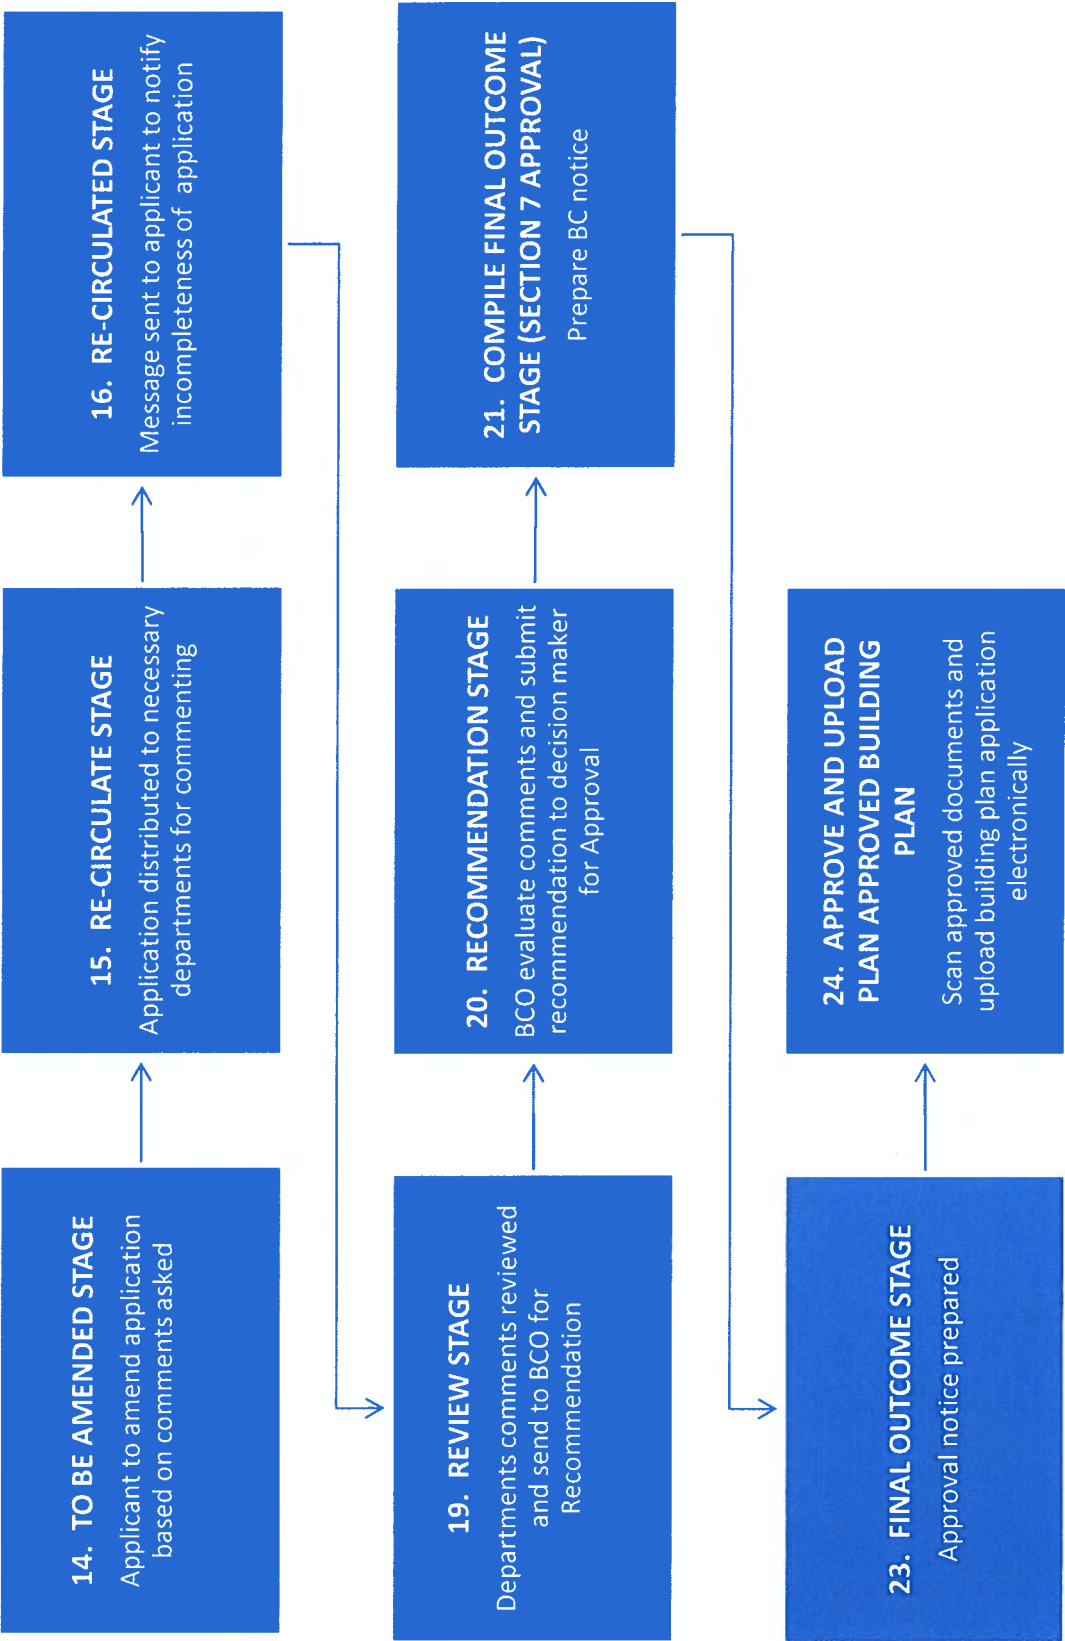 14. TO BE AMENDED STAGE
Applicant to amend application
based on comments asked
15. RE-CIRCULATE STAGE
Application distributed to necessary
departments for commenting
16. RE-CIRCULATED STAGE
Message sent to applicant to notify
incompleteness of application
19. REVIEW STAGE
Departments comments reviewed
and send to BCO for
Recommendation
20. RECOMMENDATION STAGE
BCO evaluate comments and submit
recommendation to decision maker
for Approval
21. COMPILE FINAL OUTCOME
STAGE (SECTION 7 APPROVAL)
Prepare BC notice
23. FINAL OUTCOME STAGE
Approval notice prepared
24. APPROVE AND UPLOAD
PLAN APPROVED BUILDING
PLAN
Scan approved documents and
upload building plan application
electronically